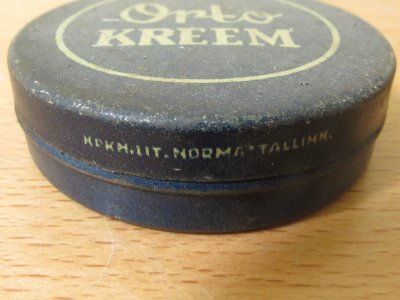 Orto
KREEM
KPKM.LIT. NORMA" TALLINN.